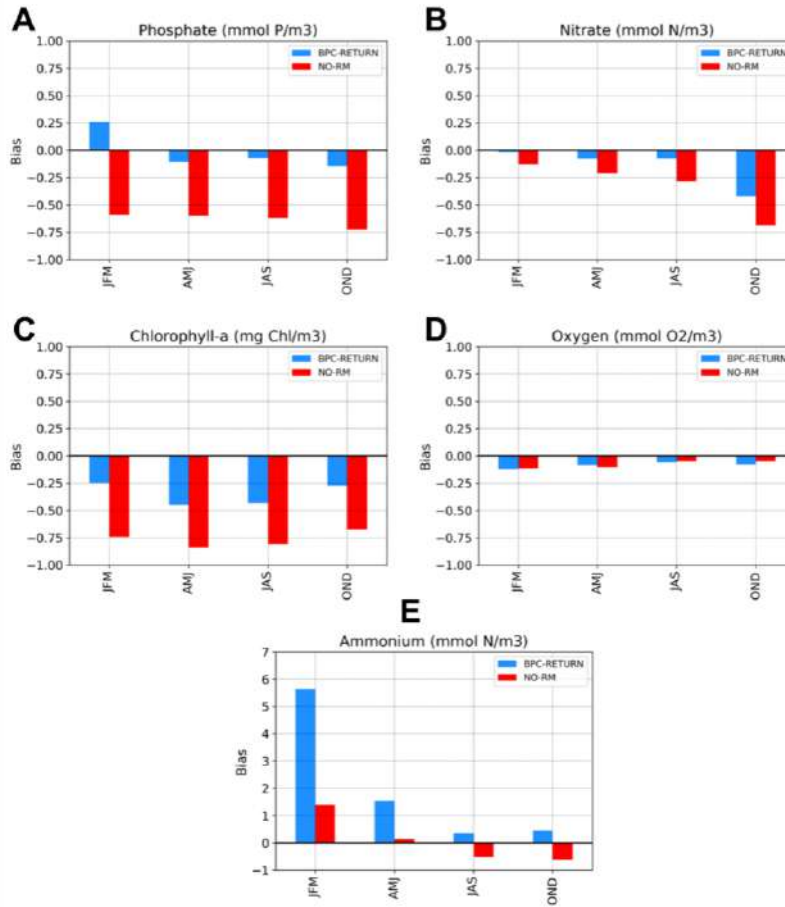 A
Phosphate (mmol P/m3)
1.00
0.75
0.50
0.25
0.00
−0.25
−0.50
−0.75
−1.00
Bias
BPC-RETURN
NO-RM
JFM
AMJ
JAS
OND
B
Nitrate (mmol N/m3)
1.00
0.75
0.50
0.25
0.00
−0.25
−0.50
−0.75
−1.00
Bias
BPC-RETURN
NO-RM
JFM
AMJ
JAS
OND
C
Chlorophyll-a (mg Chl/m3)
1.00
0.75
0.50
0.25
0.00
−0.25
−0.50
−0.75
−1.00
Bias
BPC-RETURN
NO-RM
JFM
AMJ
JAS
OND
D
Oxygen (mmol O2/m3)
1.00
0.75
0.50
0.25
0.00
−0.25
−0.50
−0.75
−1.00
Bias
BPC-RETURN
NO-RM
JFM
AMJ
JAS
OND
E
Ammonium (mmol N/m3)
7
6
5
4
3
2
1
0
−1
Bias
BPC-RETURN
NO-RM
JFM
AMJ
JAS
OND